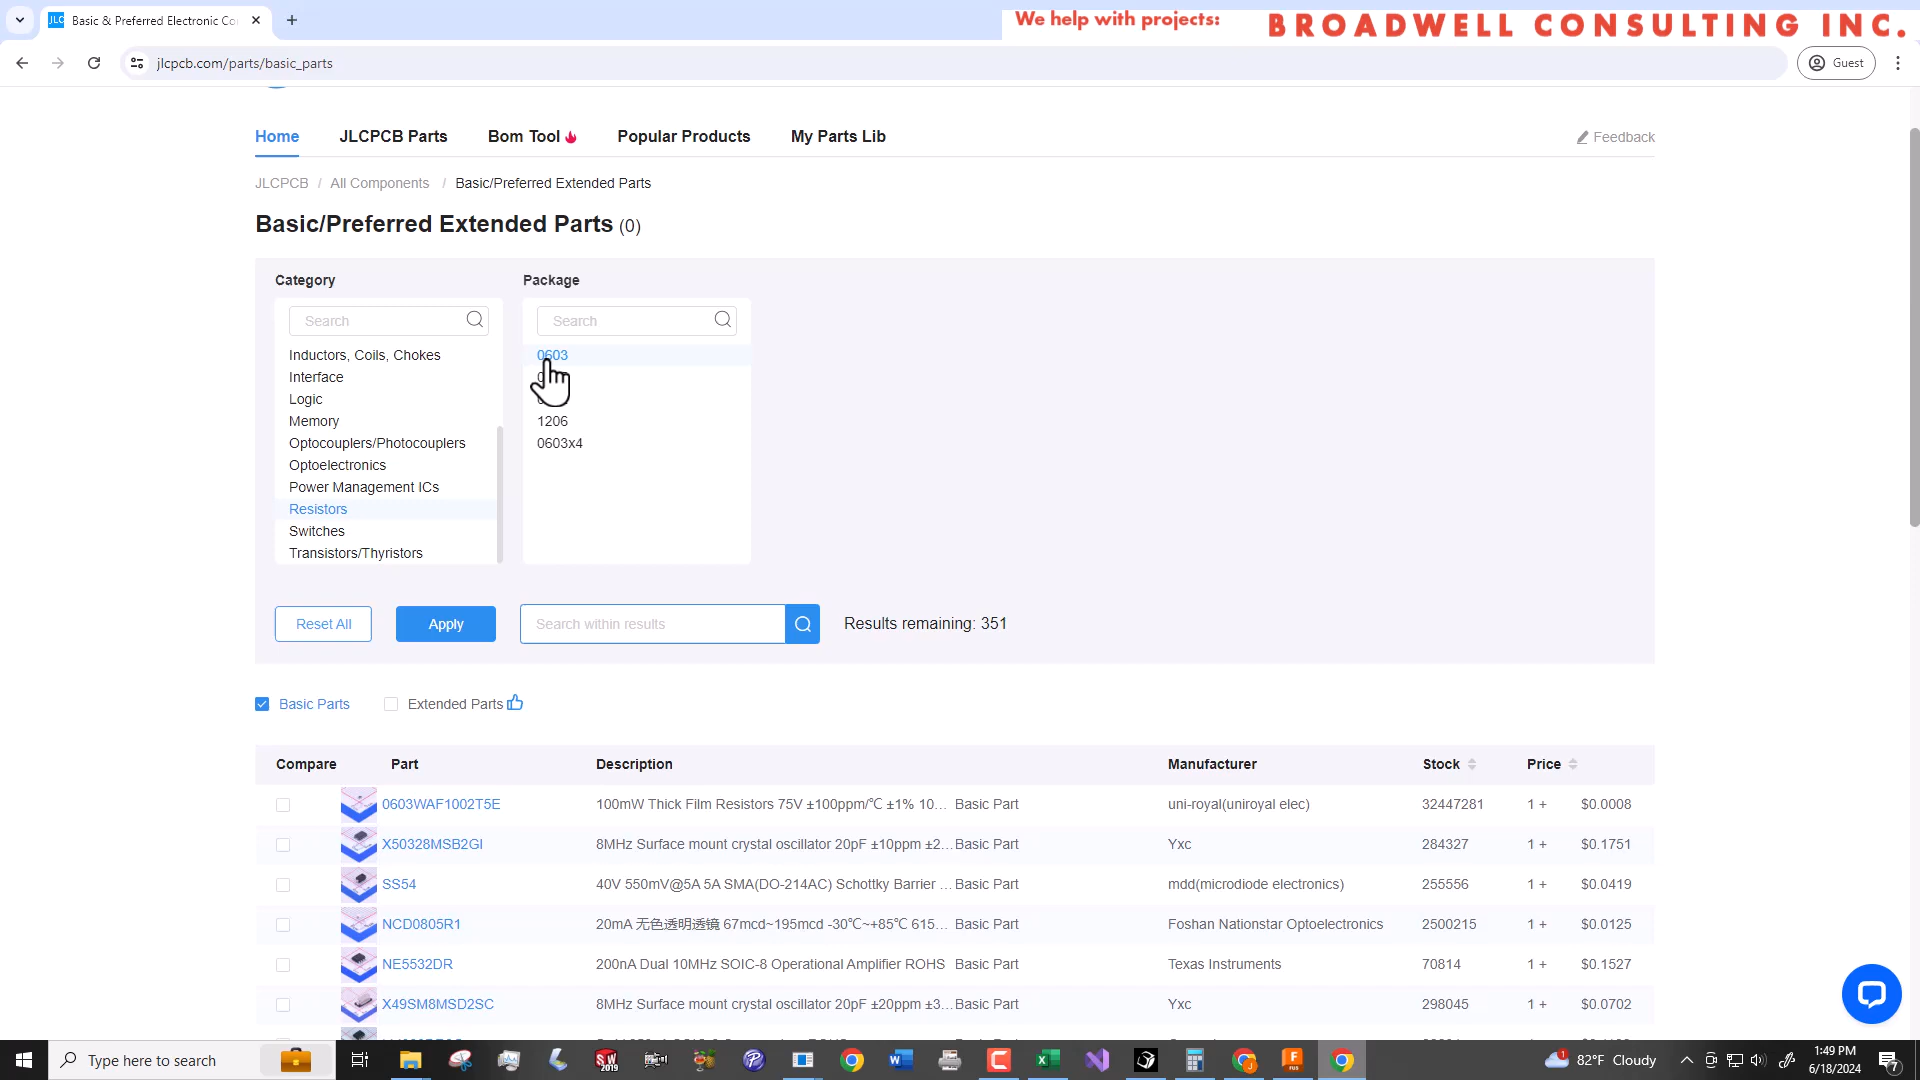 JLC
Basic & Preferred Electronic Co
We help with projects:
BROADWELL CONSULTING INC.
jlcpcb.com/parts/basic_parts
Guest
Home
JLCPCB Parts
Bom Tool
Popular Products
My Parts Lib
Feedback
JLCPCB / All Components / Basic/Preferred Extended Parts
Basic/Preferred Extended Parts (0)
Category
Package
Search
Search
Inductors, Coils, Chokes
Interface
Logic
Memory
Optocouplers/Photocouplers
Optoelectronics
Power Management ICs
Resistors
Switches
Transistors/Thyristors
0603
1206
0603x4
Reset All
Apply
Search within results
Results remaining: 351
Basic Parts
Extended Parts
Compare Part Description Manufacturer Stock Price
0603WAF1002T5E 100mW Thick Film Resistors 75V ±100ppm/℃ ±1% 10... Basic Part uni-royal(uniroyal elec) 32447281 1 + $0.0008
X50328MSB2GI 8MHz Surface mount crystal oscillator 20pF ±10ppm ±2... Basic Part Yxc 284327 1 + $0.1751
SS54 40V 550mV@5A 5A SMA(DO-214AC) Schottky Barrier ... Basic Part mdd(microdiode electronics) 255556 1 + $0.0419
NCD0805R1 20mA 无色透明透镜 67mcd~195mcd -30℃~+85℃ 615... Basic Part Foshan Nationstar Optoelectronics 2500215 1 + $0.0125
NE5532DR 200nA Dual 10MHz SOIC-8 Operational Amplifier ROHS Basic Part Texas Instruments 70814 1 + $0.1527
X49SM8MSD2SC 8MHz Surface mount crystal oscillator 20pF ±20ppm ±3... Basic Part Yxc 298045 1 + $0.0702
Type here to search
SW
2019
82°F Cloudy
1:49 PM
6/18/2024